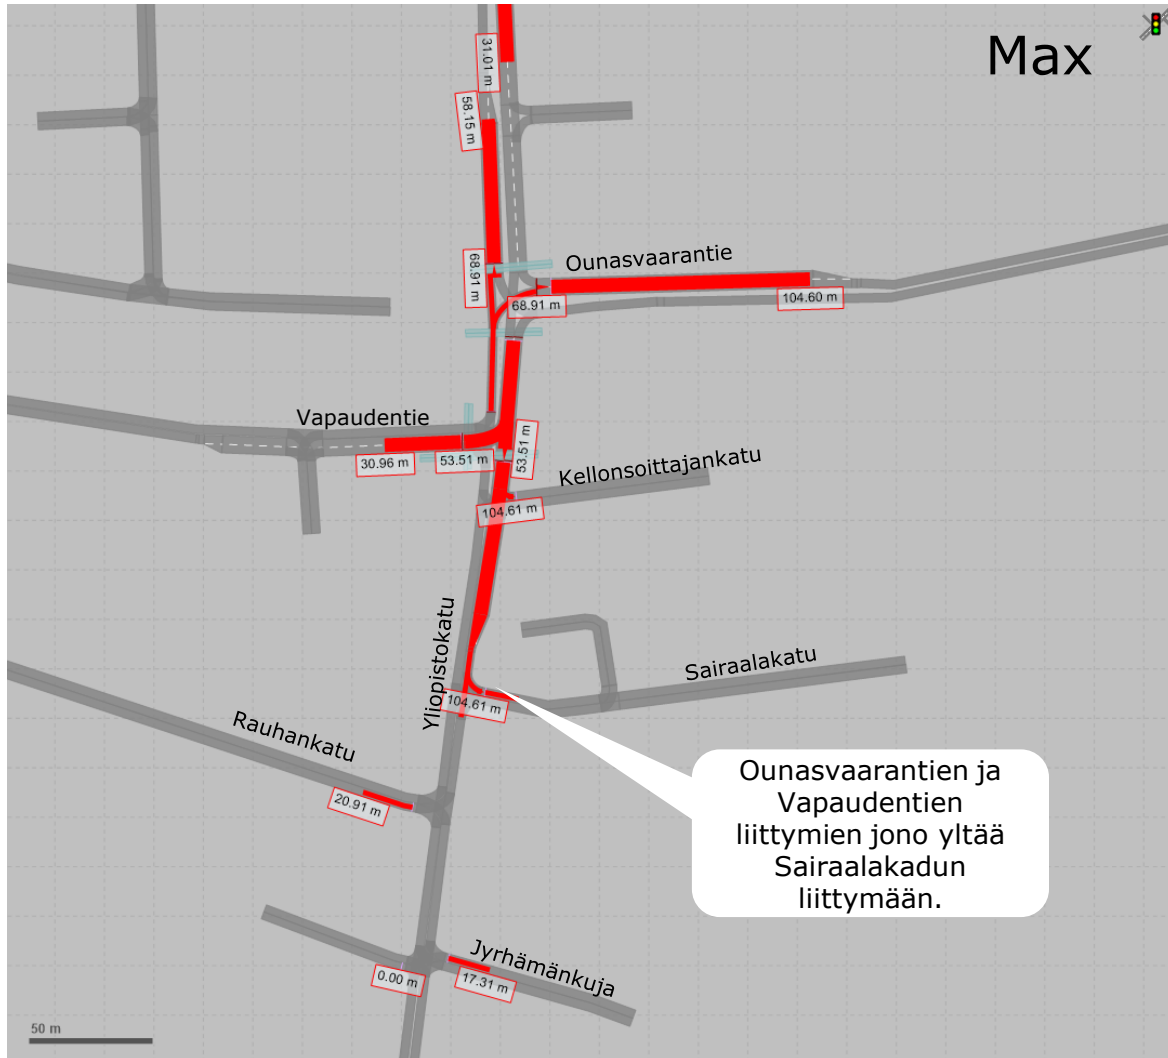 Max
31.01 m
58.15 m
Ounasvaarantie
68.91 m
68.91 m
104.60 m
Vapaudentie
30.96 m
53.51 m
53.51 m
Kellonsoittajankatu
104.61 m
Yliopistokatu
Sairaalakatu
104.61 m
Rauhankatu
20.91 m
Ounasvaarantien ja
Vapaudentien
liittymien jono yltää
Sairaalakadun
liittymään.
Jyrhämänkuja
0.00 m
17.31 m
50 m